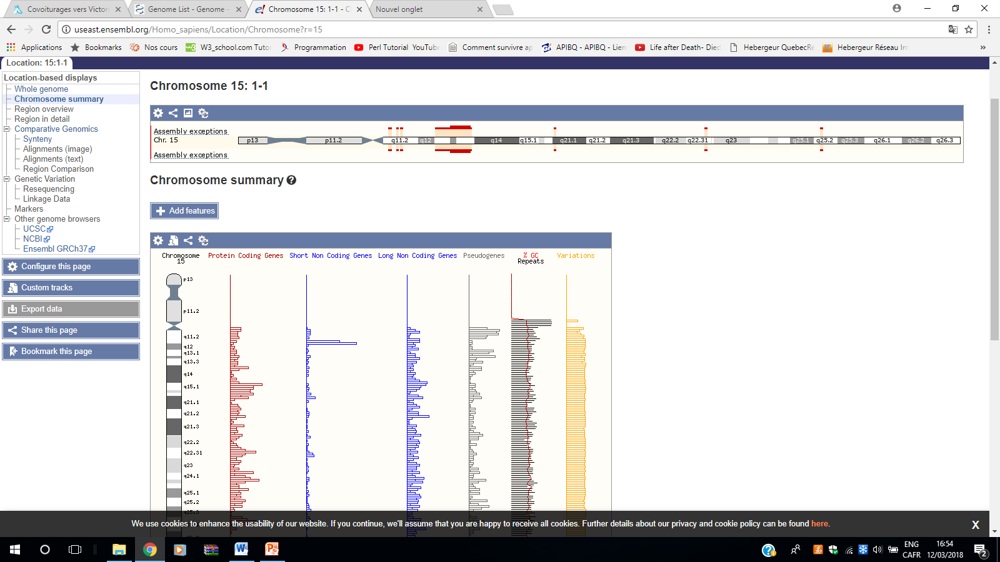 Covoiturages vers Victor
Genome List - Genome -
Chromosome 15: 1-1 - C
Nouvel onglet
useast.ensembl.org/Homo_sapiens/Location/Chromosome?r=15
Applications
Bookmarks
Nos cours
W3_school.com Tutor
Programmation
Perl Tutorial YouTube
Comment survivre ap
APIBQ - APIBQ - Lien
Life after Death- Died
Hebergeur QuebecRe
Hebergeur Réseau In
»
Location: 15:1-1
Location-based displays
Whole genome
Chromosome summary
Region overview
Region in detail
Comparative Genomics
Synteny
Alignments (image)
Alignments (text)
Region Comparison
Genetic Variation
Resequencing
Linkage Data
Markers
Other genome browsers
UCSC
NCBI
Ensembl GRCh37
Configure this page
Custom tracks
Export data
Share this page
Bookmark this page
Chromosome 15: 1-1
Assembly exceptions
Chr. 15 p13 p11.2 q11.2 q12 q14 q15.1 q21.1 q21.2 q21.3 q22.2 q22.31 q23 q25.1 q25.2 q25.3 q26.1 q26.2 q26.3
Assembly exceptions
Chromosome summary ?
Add features
Chromosome 15
Protein Coding Genes
Short Non Coding Genes
Long Non Coding Genes
Pseudogenes
% GC
Repeats
Variations
p13
p11.2
q11.2
q12
q13.1
q13.3
q14
q15.1
q21.1
q21.2
q21.3
q22.2
q22.31
q23
q24.1
q25.1
q25.2
q25.3
We use cookies to enhance the usability of our website. If you continue, we'll assume that you are happy to receive all cookies. Further details about our privacy and cookie policy can be found here.
X
ENG
CAFR
16:54
12/03/2018
2